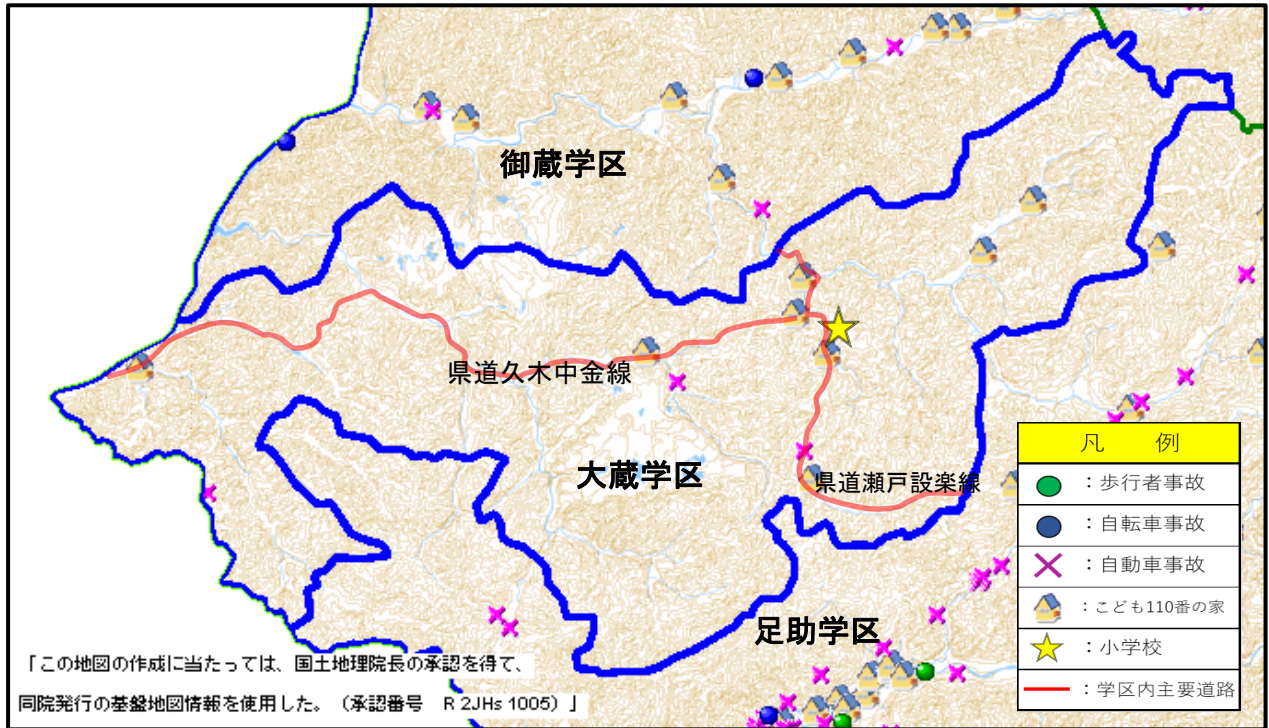 御蔵学区
県道久木中金線
大蔵学区
県道瀬戸設楽線
足助学区
凡　例
：歩行者事故
：自転車事故
：自動車事故
：こども110番の家
：小学校
：学区内主要道路
「この地図の作成に当たっては、国土地理院長の承認を得て、
同院発行の基盤地図情報を使用した。（承認番号　R 2JHs 1005）」